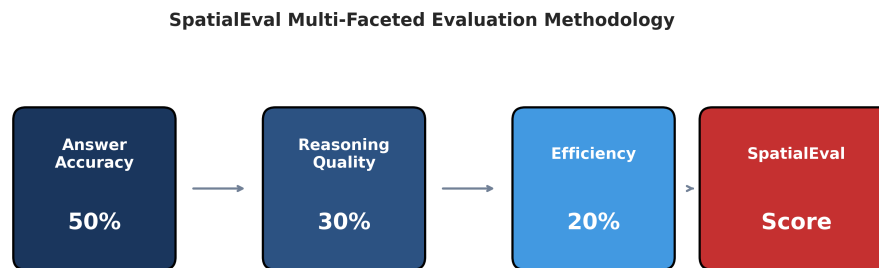 SpatialEval Multi-Faceted Evaluation Methodology
Answer
Accuracy
50%
Reasoning
Quality
30%
Efficiency
20%
SpatialEval
Score